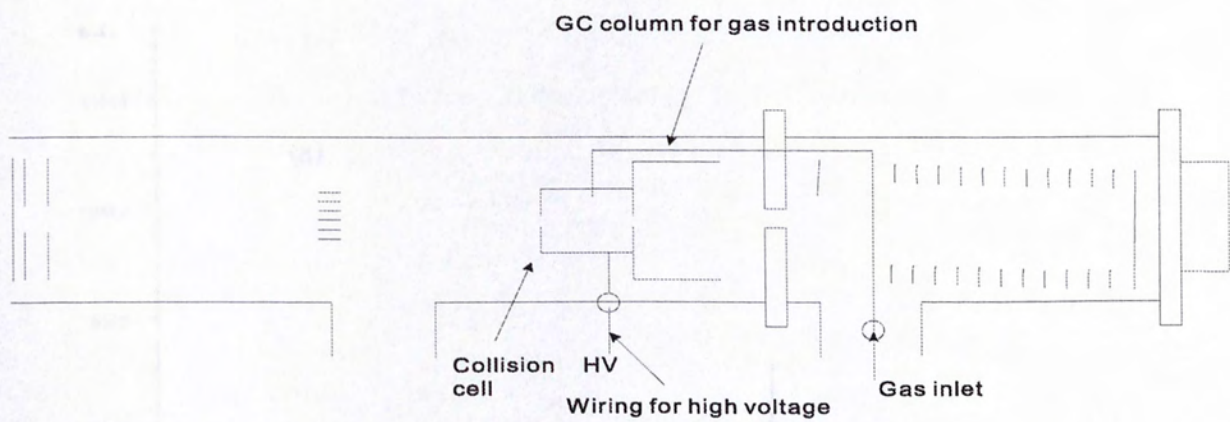 GC column for gas introduction
Collision
cell
HV
Wiring for high voltage
Gas inlet